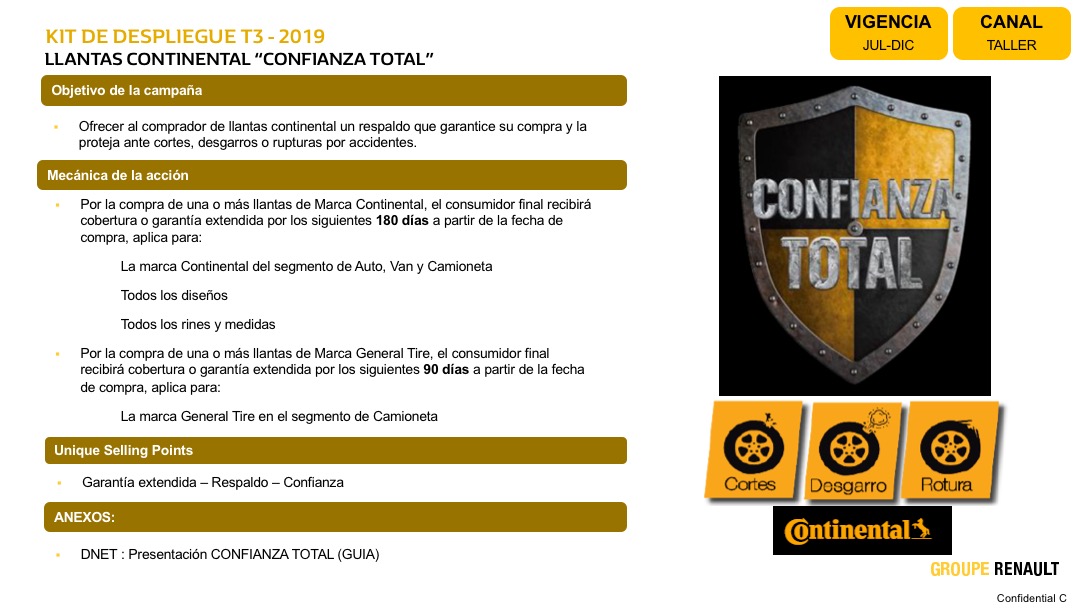 KIT DE DESPLIEGUE T3 - 2019
LLANTAS CONTINENTAL “CONFIANZA TOTAL”
VIGENCIA
JUL-DIC
CANAL
TALLER
Objetivo de la campaña
▪ Ofrecer al comprador de llantas continental un respaldo que garantice su compra y la
proteja ante cortes, desgarros o rupturas por accidentes.
Mecánica de la acción
▪ Por la compra de una o más llantas de Marca Continental, el consumidor final recibirá
cobertura o garantía extendida por los siguientes 180 días a partir de la fecha de
compra, aplica para:
La marca Continental del segmento de Auto, Van y Camioneta
Todos los diseños
Todos los rines y medidas
▪ Por la compra de una o más llantas de Marca General Tire, el consumidor final
recibirá cobertura o garantía extendida por los siguientes 90 días a partir de la fecha
de compra, aplica para:
La marca General Tire en el segmento de Camioneta
Unique Selling Points
▪ Garantía extendida – Respaldo – Confianza
ANEXOS:
▪ DNET : Presentación CONFIANZA TOTAL (GUIA)
CONFIANZA
TOTAL
Cortes
Desgarro
Rotura
Continental
GROUPE RENAULT
Confidential C